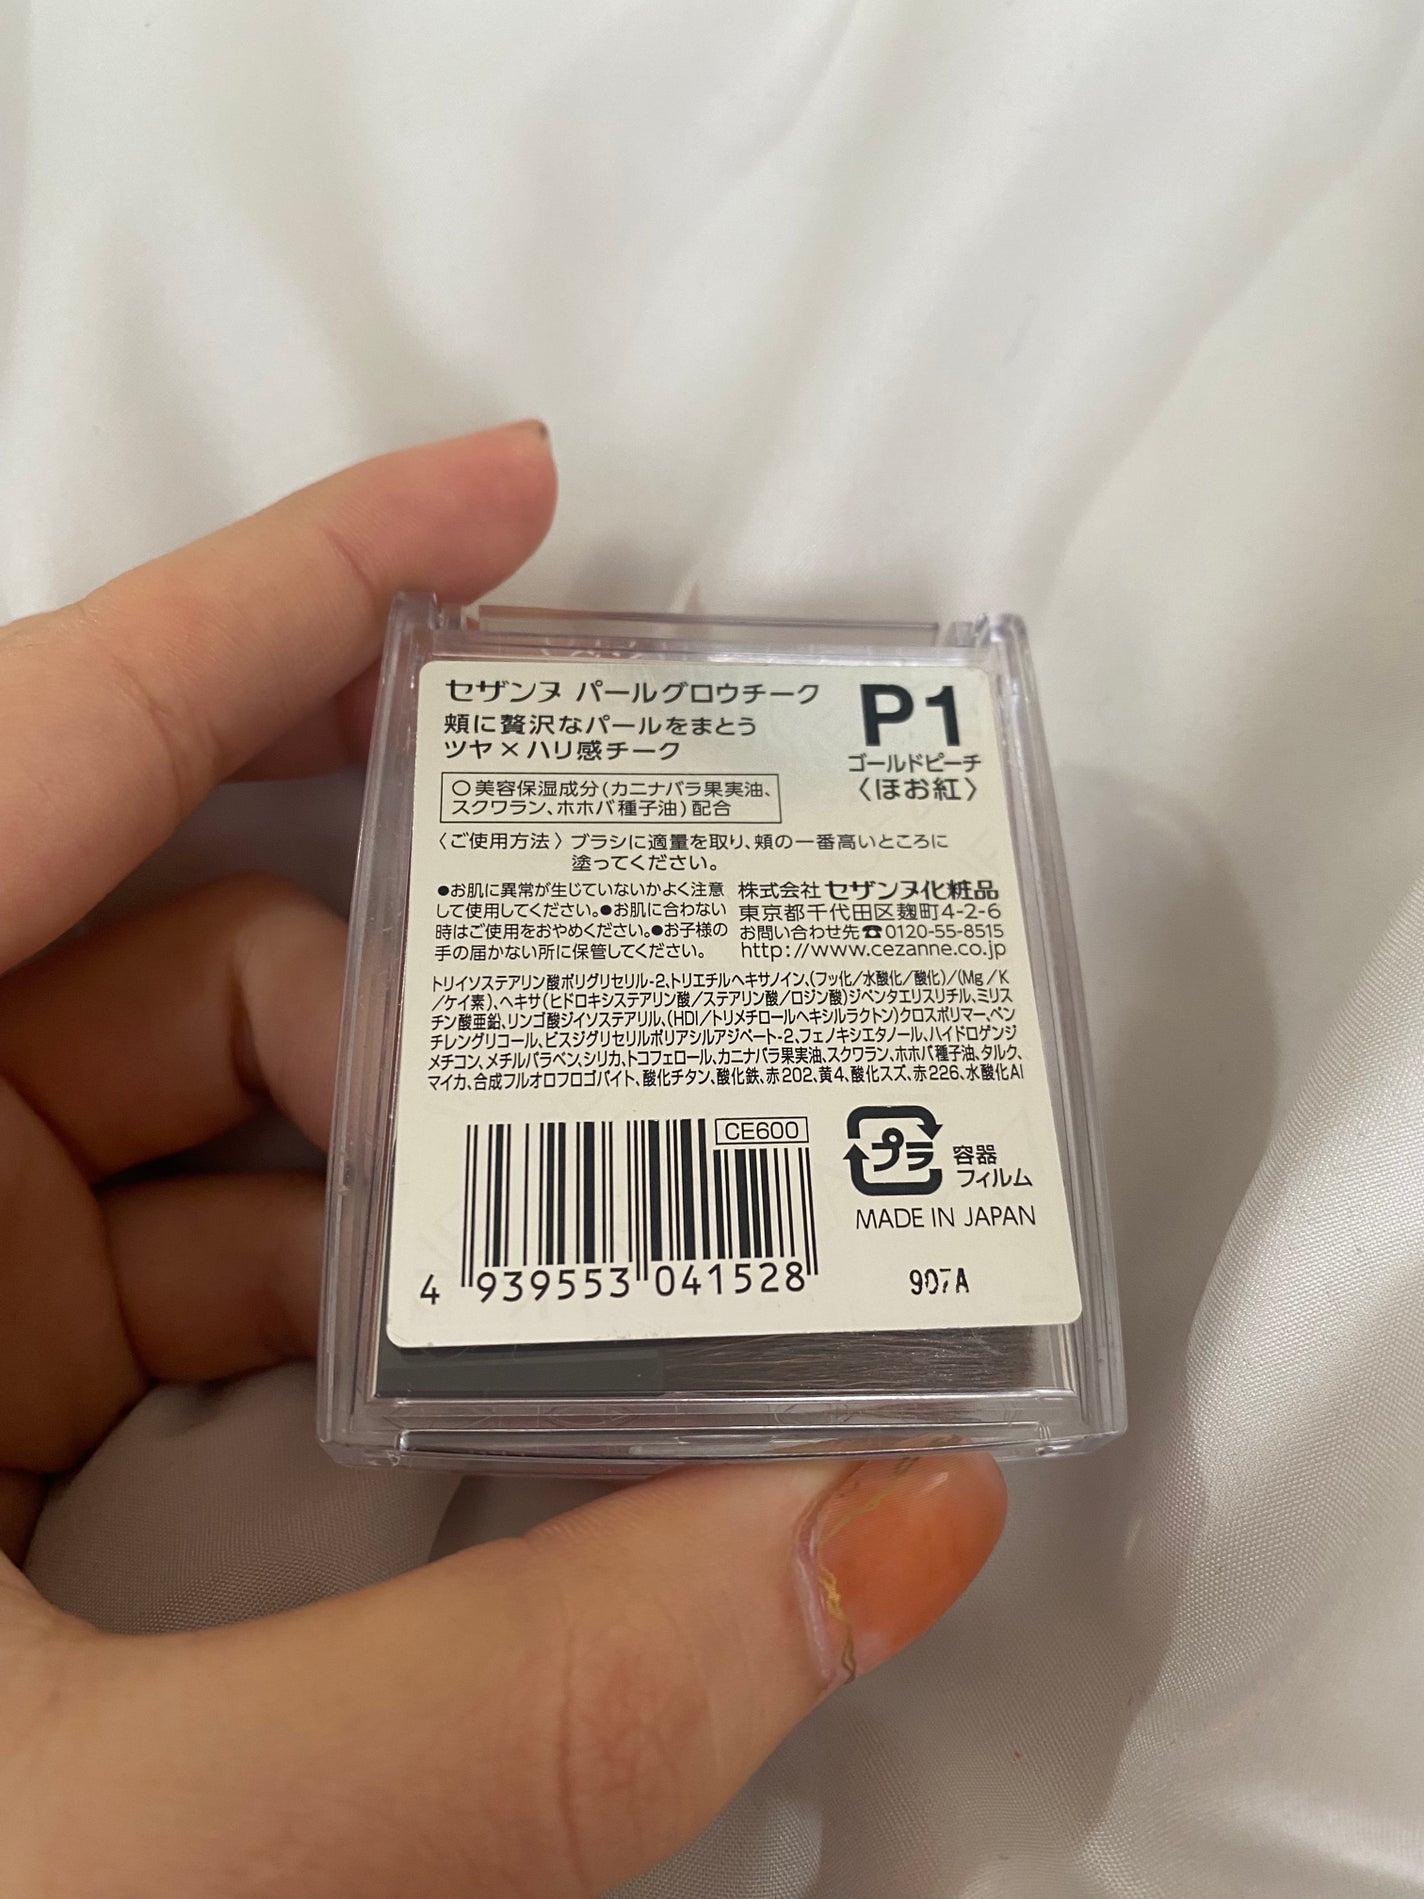 セザンヌ パールグロウチーク
頬に贅沢なパールをまとう
ツヤ×ハリ感チーク
P1
ゴールドピーチ
〈ほお紅〉
○美容保湿成分(カニナバラ果実油、
スクワラン、ホホバ種子油)配合
〈ご使用方法〉ブラシに適量を取り、頬の一番高いところに
塗ってください。
●お肌に異常が生じていないかよく注意
して使用してください。●お肌に合わない
時はご使用をおやめください。●お子様の
手の届かない所に保管してください。
株式会社 セザンヌ化粧品
東京都千代田区麹町4-2-6
お問い合わせ先☎0120-55-8515
http://www.cezanne.co.jp
トリイソステアリン酸ポリグリセリル-2、トリエチルヘキサノイン、(フッ化/水酸化/酸化)/(Mg/K
/ケイ素)、ヘキサ(ヒドロキシステアリン酸/ステアリン酸/ロジン酸)ジペンタエリスリチル、ミリス
チン酸亜鉛、リンゴ酸ジイソステアリル、(HDI/トリメチロールヘキシルラクトン)クロスポリマー、ペン
チレングリコール、ビスジグリセリルポリアシルアジペート-2、フェノキシエタノール、ハイドロゲンジ
メチコン、メチルパラベン、シリカ、トコフェロール、カニナバラ果実油、スクワラン、ホホバ種子油、タルク、
マイカ、合成フルオロフロゴパイト、酸化チタン、酸化鉄、赤202、黄4、酸化スズ、赤226、水酸化Al
CE600
4 939553 041528
プラ
容器
フィルム
MADE IN JAPAN
907A